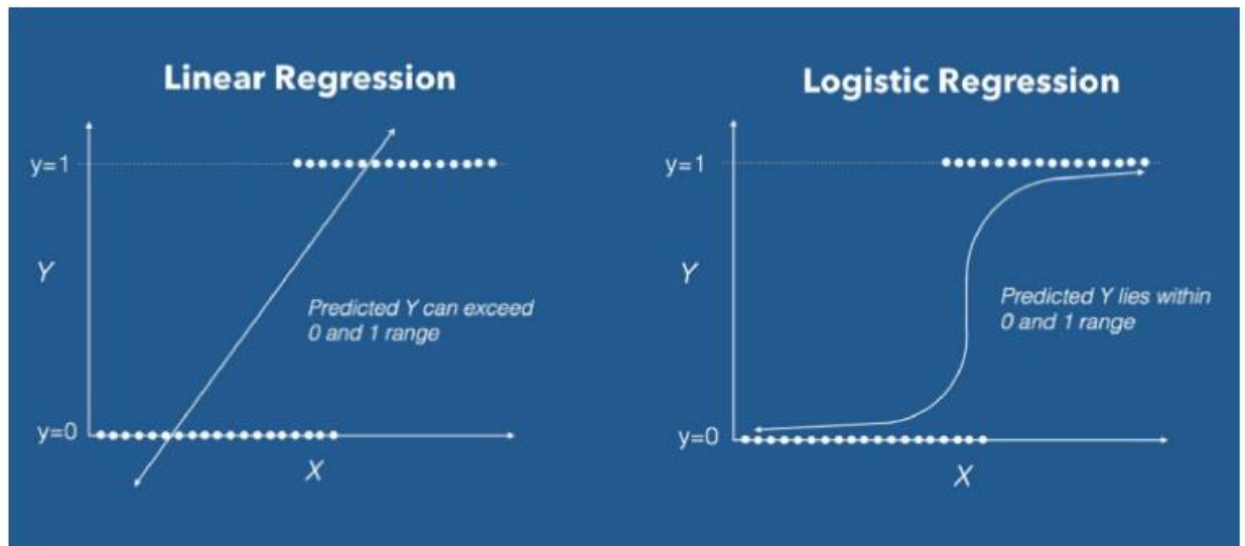 Linear Regression
y=1
Y
Predicted Y can exceed
0 and 1 range
y=0
X
Logistic Regression
y=1
Y
Predicted Y lies within
0 and 1 range
y=0
X